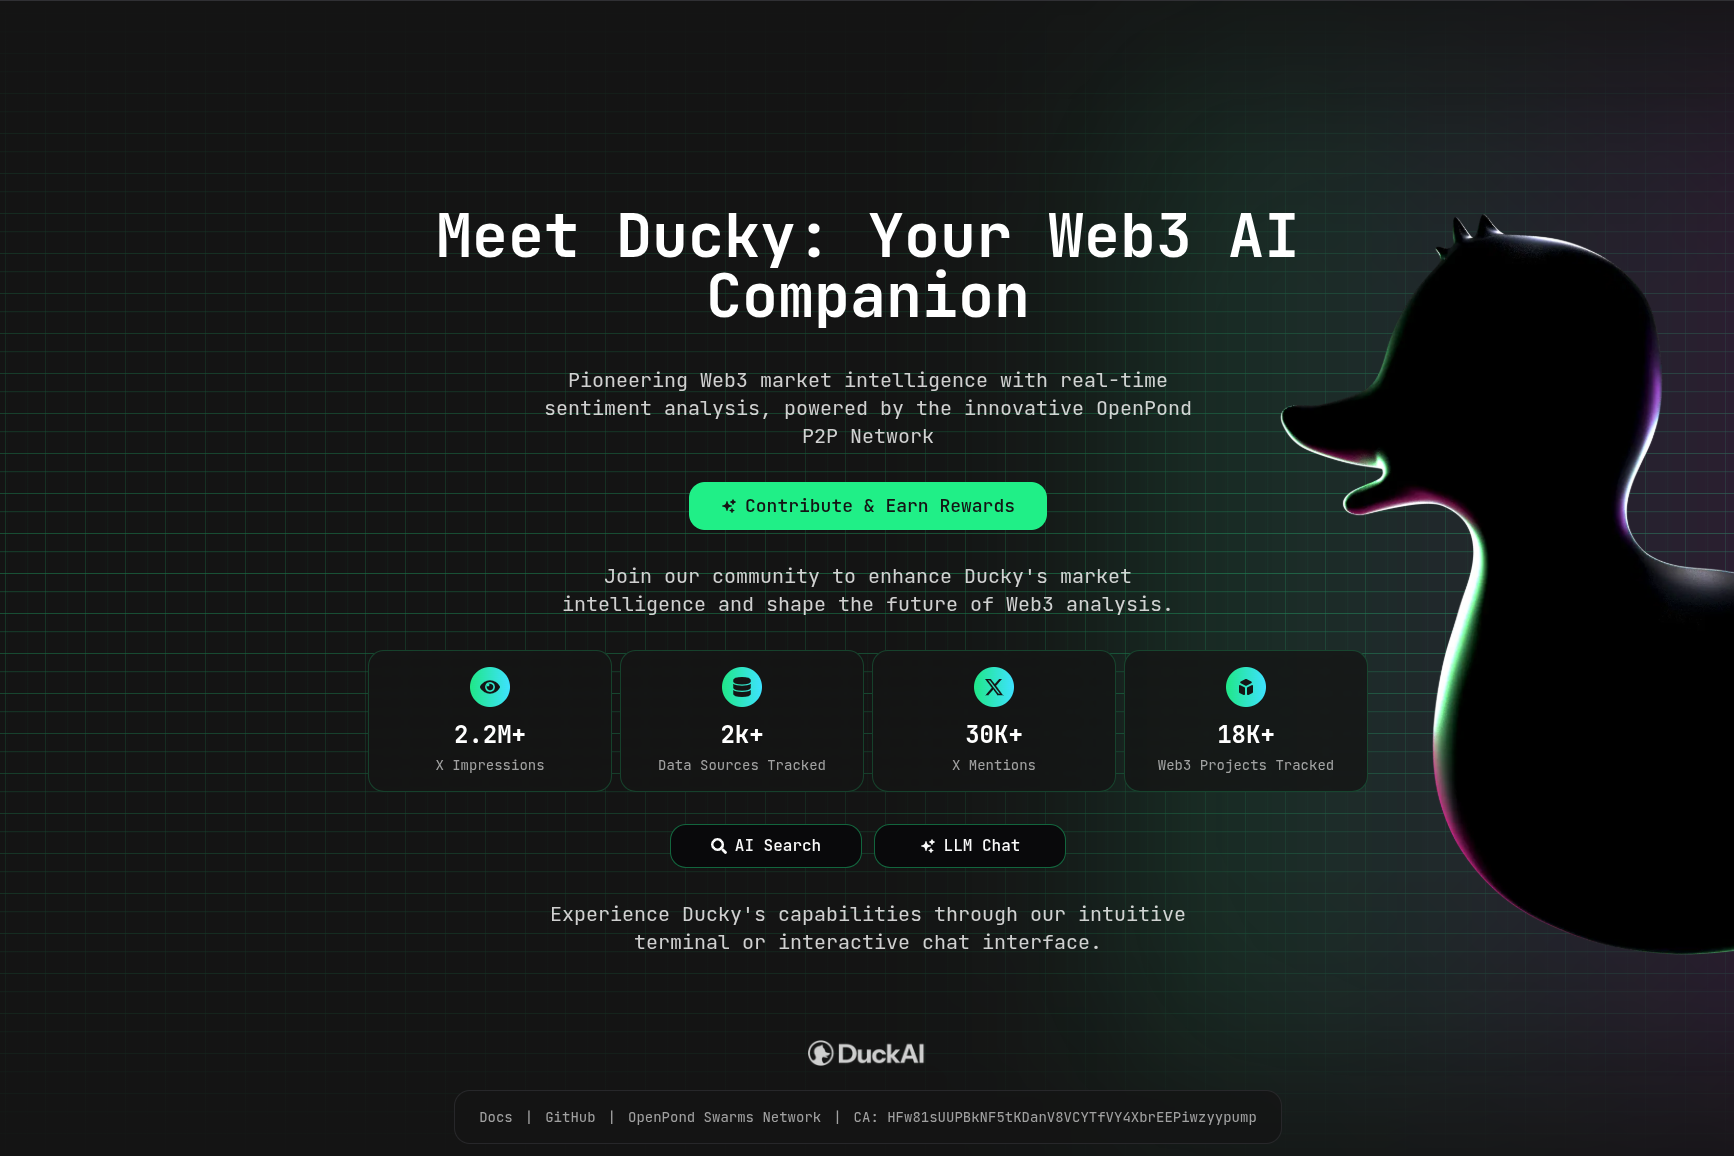 Meet Ducky: Your Web3 AI
Companion
Pioneering Web3 market intelligence with real-time
sentiment analysis, powered by the innovative OpenPond
P2P Network
Contribute & Earn Rewards
Join our community to enhance Ducky's market
intelligence and shape the future of Web3 analysis.
2.2M+
X Impressions
2k+
Data Sources Tracked
30K+
X Mentions
18K+
Web3 Projects Tracked
AI Search
LLM Chat
Experience Ducky's capabilities through our intuitive
terminal or interactive chat interface.
DuckAI
Docs | GitHub | OpenPond Swarms Network | CA: HFw81sUUPBkNF5tKDanV8VCYTfVY4XbrEEPiwzyypump